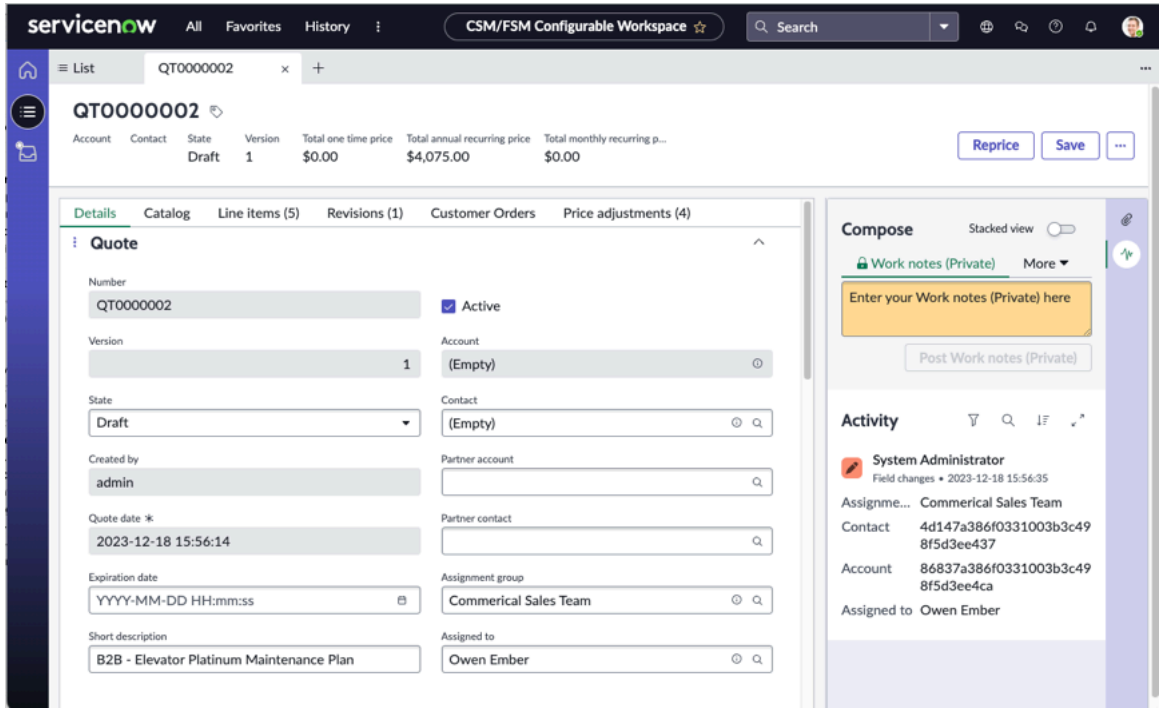 servicenow All Favorites History CSM/FSM Configurable Workspace Search
List QT0000002
QT0000002
Account Contact State Version Total one time price Total annual recurring price Total monthly recurring p...
Draft 1 $0.00 $4,075.00 $0.00
Reprice Save
Details Catalog Line items (5) Revisions (1) Customer Orders Price adjustments (4)
Quote
Number
QT0000002
Active
Version
1
Account
(Empty)
State
Draft
Contact
(Empty)
Created by
admin
Partner account
Quote date *
2023-12-18 15:56:14
Partner contact
Expiration date
YYYY-MM-DD HH:mm:ss
Assignment group
Commerical Sales Team
Short description
B2B - Elevator Platinum Maintenance Plan
Assigned to
Owen Ember
Compose Stacked view
Work notes (Private) More
Enter your Work notes (Private) here
Post Work notes (Private)
Activity
System Administrator
Field changes • 2023-12-18 15:56:35
Assignme... Commerical Sales Team
Contact 4d147a386f0331003b3c49
8f5d3ee437
Account 86837a386f0331003b3c49
8f5d3ee4ca
Assigned to Owen Ember